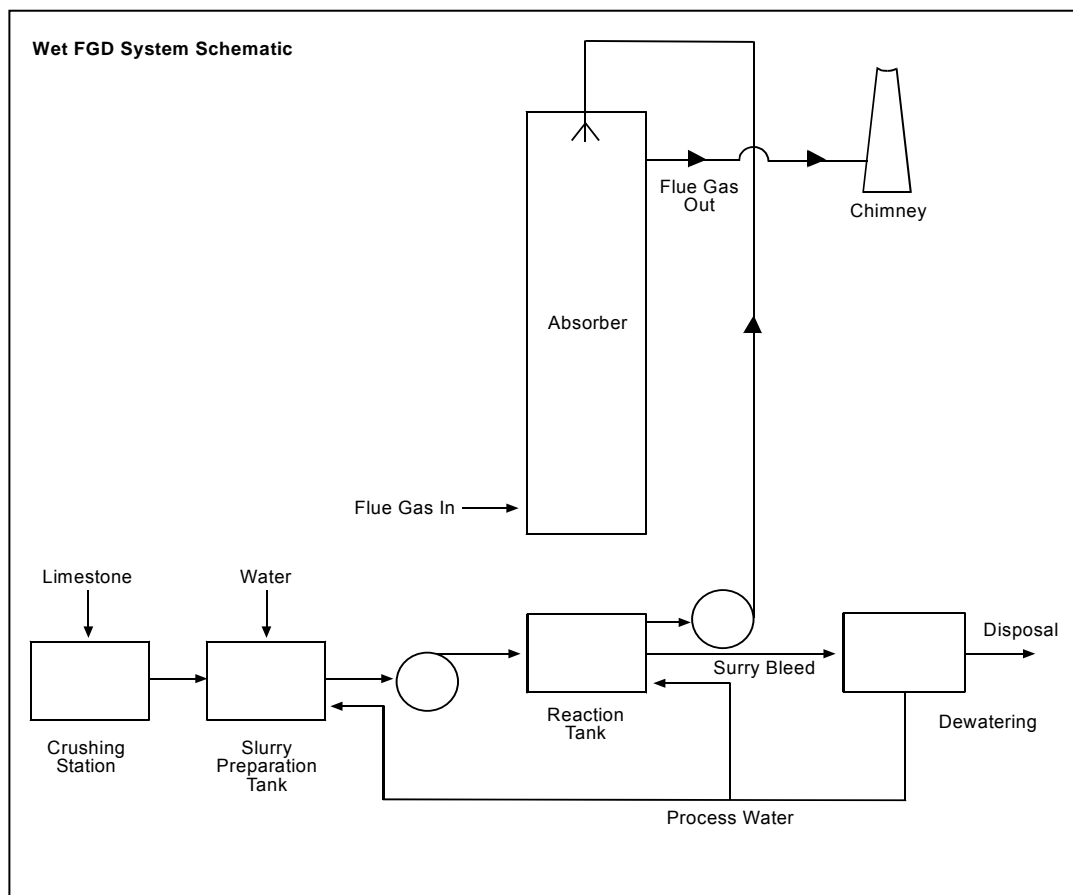 Wet FGD System Schematic
Flue Gas
Out
Chimney
Absorber
Flue Gas In
Limestone
Water
Disposal
Surry Bleed
Reaction
Tank
Dewatering
Crushing
Station
Slurry
Preparation
Tank
Process Water